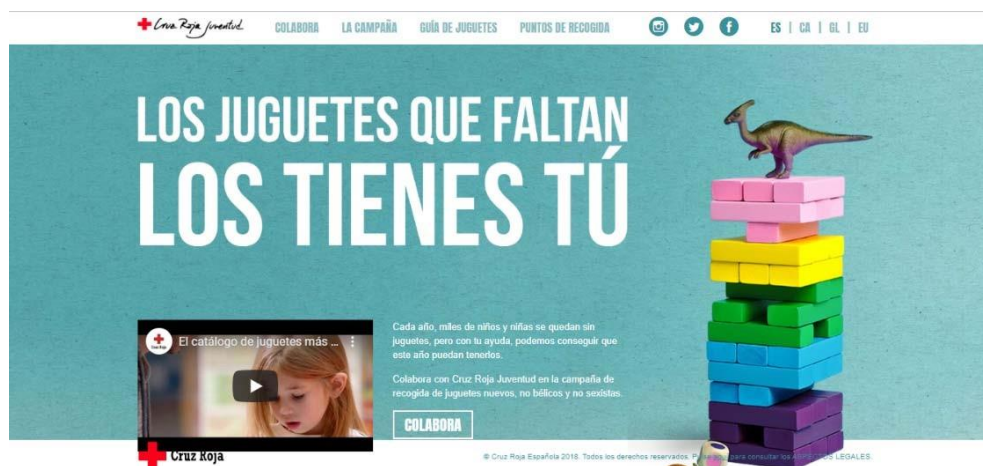 Cruz Roja Juventud
COLABORA
LA CAMPAÑA
GUÍA DE JUGUETES
PUNTOS DE RECOGIDA
ES | CA | GL | EU
LOS JUGUETES QUE FALTAN
LOS TIENES TÚ
El catálogo de juguetes más ...
Cada año, miles de niños y niñas se quedan sin
juguetes, pero con tu ayuda, podemos conseguir que
este año puedan tenerlos.
Colabora con Cruz Roja Juventud en la campaña de
recogida de juguetes nuevos, no bélicos y no sexistas.
COLABORA
Cruz Roja
© Cruz Roja Española 2018. Todos los derechos reservados. para consultar los ASPECTOS LEGALES.